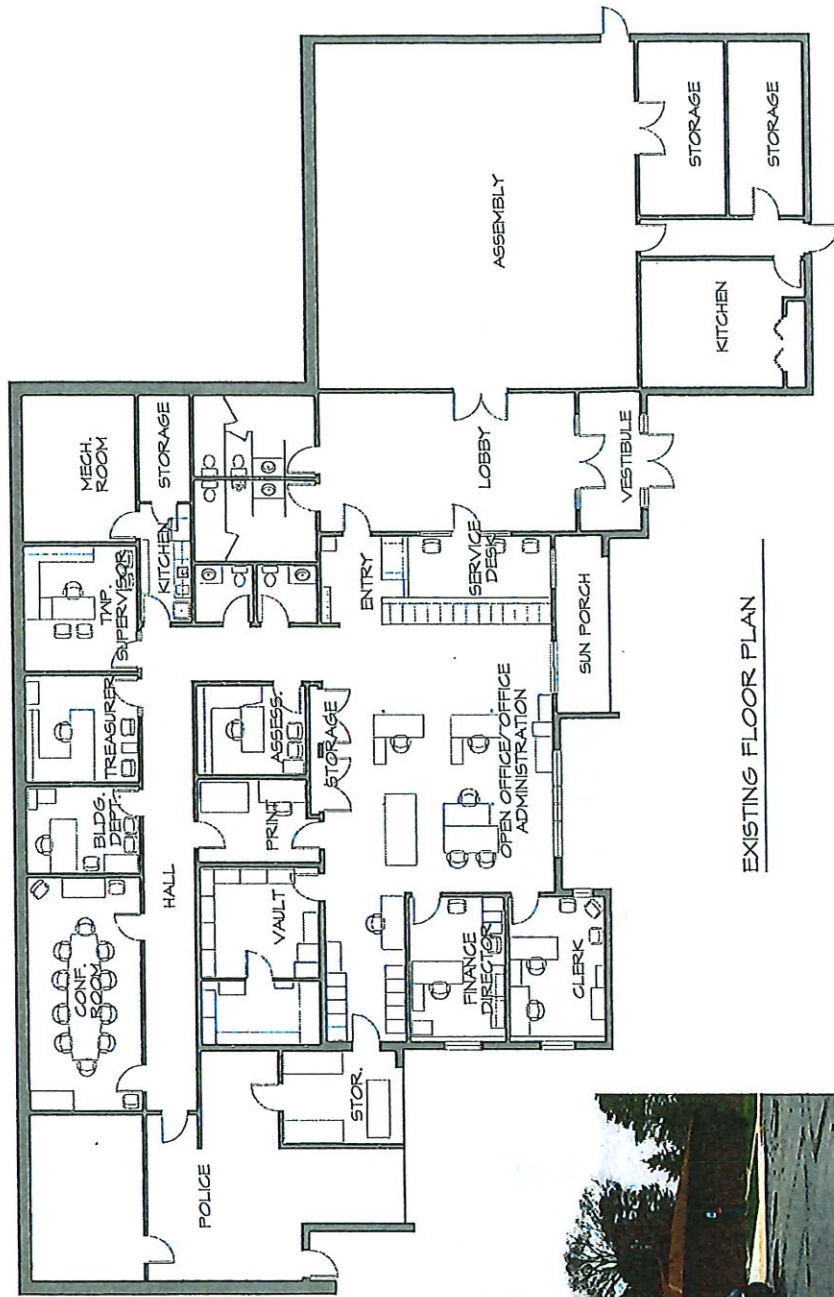 CONF.
ROOM
BLDG.
DEPT.
TREASURER
TWP.
SUPERVISOR
MECH.
ROOM
KITCHEN
STORAGE
HALL
POLICE
VAULT
PRINT
ASSESS.
STOR.
STORAGE
ENTRY
FINANCE
DIRECTOR
OPEN OFFICE/OFFICE
ADMINISTRATION
SERVICE
DESK
LOBBY
ASSEMBLY
CLERK
SUN PORCH
VESTIBULE
KITCHEN
STORAGE
STORAGE
EXISTING FLOOR PLAN